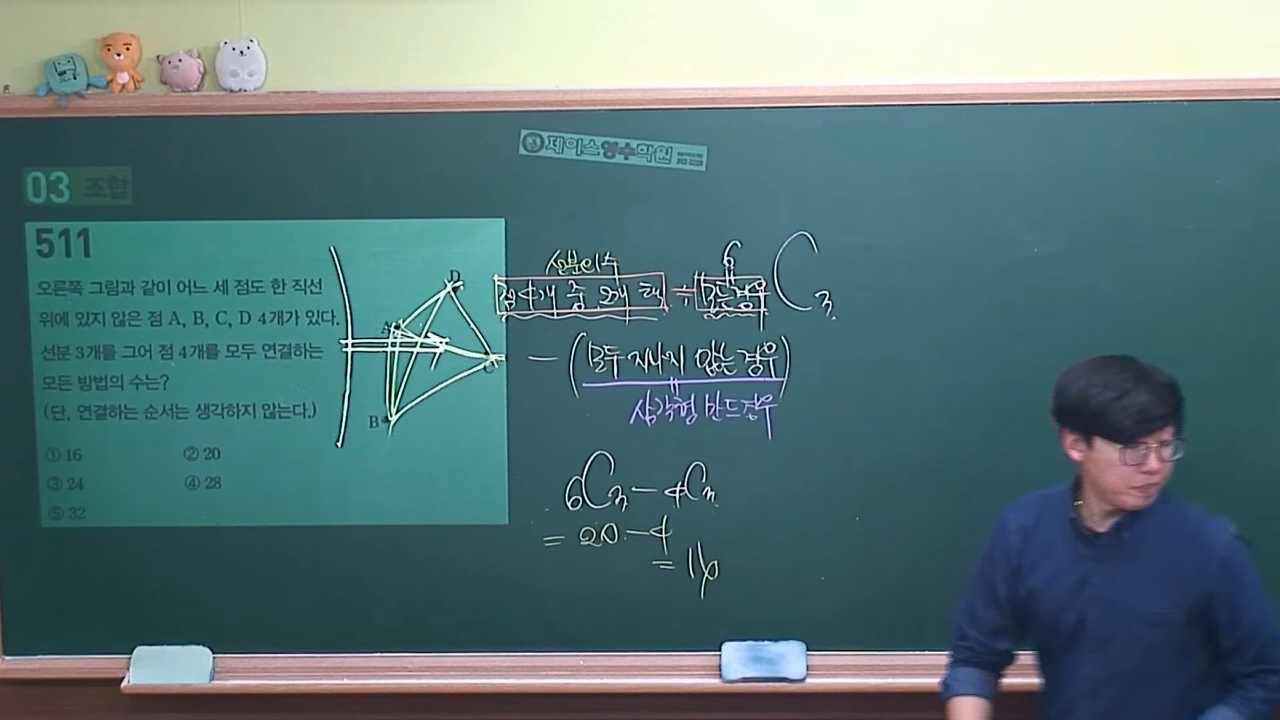 제이스영수학원
03 조합
511
오른쪽 그림과 같이 어느 세 점도 한 직선
위에 있지 않은 점 A, B, C, D 4개가 있다.
선분 3개를 그어 점 4개를 모두 연결하는
모든 방법의 수는?
(단, 연결하는 순서는 생각하지 않는다.)
① 16 ② 20
③ 24 ④ 28
⑤ 32
D
A
C
B
선분의 수
점 4개 중 2개 택
6
C 3
모든경우
- (모두 지나지 않는 경우)
삼각형 만드는경우
6C3 - 4C3
= 20 - 4
= 16